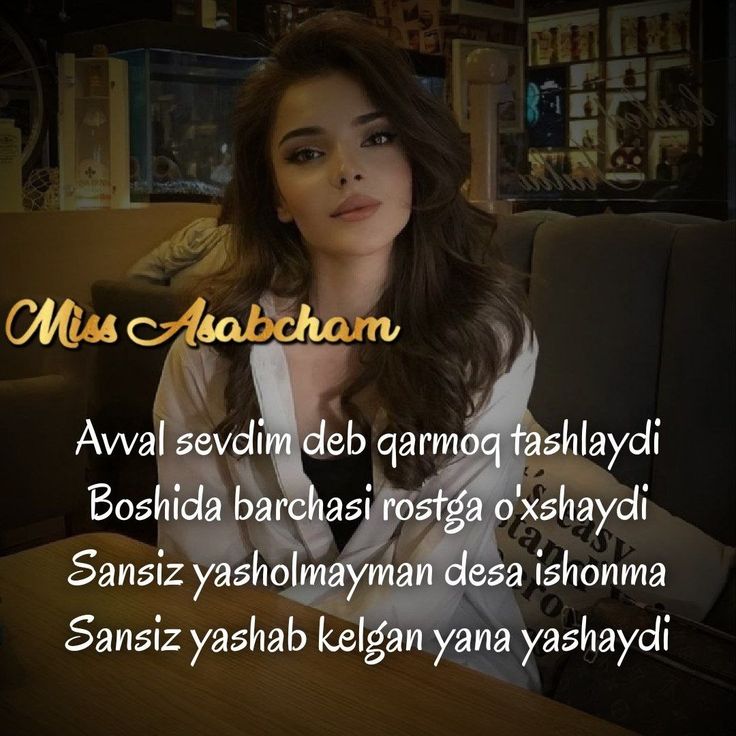 Miss Asabcham
Avval sevdim deb qarmoq tashlaydi
Boshida barchasi rostga o'xshaydi
Sansiz yasholmayman desa ishonma
Sansiz yashab kelgan yana yashaydi